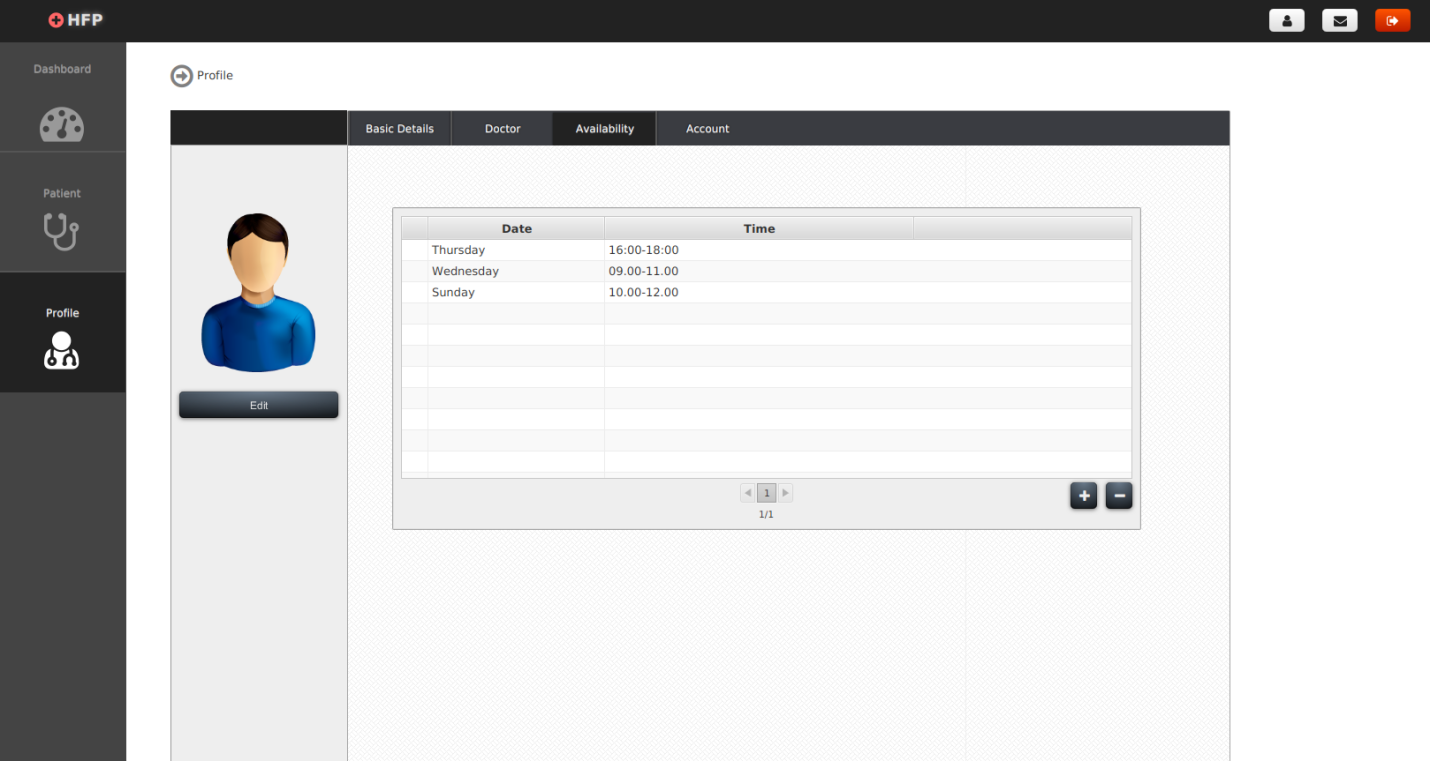 HFP
Dashboard
Patient
Profile
Profile
Basic Details
Doctor
Availability
Account
Edit
Date Time
Thursday 16:00-18:00
Wednesday 09.00-11.00
Sunday 10.00-12.00
1
1/1